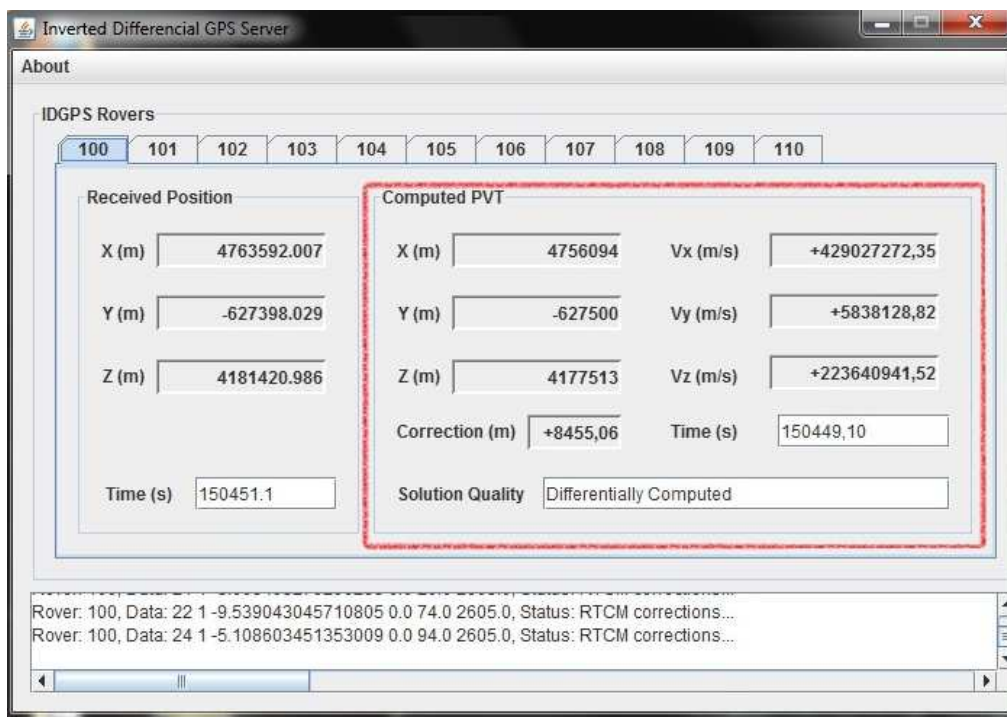 Inverted Differencial GPS Server
About
IDGPS Rovers
100 101 102 103 104 105 106 107 108 109 110
Received Position
X (m) 4763592.007
Y (m) -627398.029
Z (m) 4181420.986
Time (s) 150451.1
Computed PVT
X (m) 4756094 Vx (m/s) +429027272,35
Y (m) -627500 Vy (m/s) +5838128,82
Z (m) 4177513 Vz (m/s) +223640941,52
Correction (m) +8455,06 Time (s) 150449,10
Solution Quality Differentially Computed
Rover: 100, Data: 22 1 -9.539043045710805 0.0 74.0 2605.0, Status: RTCM corrections...
Rover: 100, Data: 24 1 -5.108603451353009 0.0 94.0 2605.0, Status: RTCM corrections...